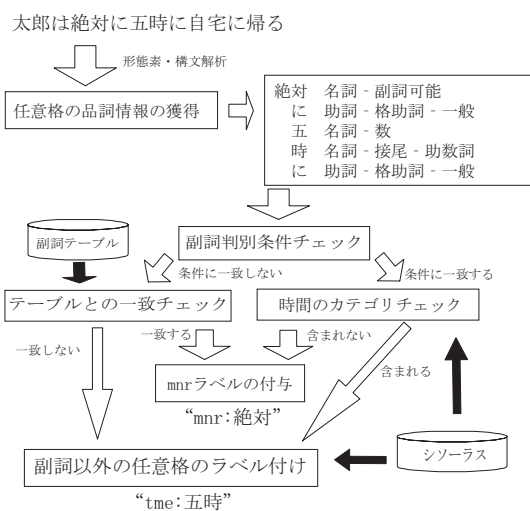 太郎は絶対に五時に自宅に帰る
形態素・構文解析
任意格の品詞情報の獲得
絶対 名詞 - 副詞可能
に 助詞 - 格助詞 - 一般
五 名詞 - 数
時 名詞 - 接尾 - 助数詞
に 助詞 - 格助詞 - 一般
副詞テーブル
副詞判別条件チェック
条件に一致しない
条件に一致する
テーブルとの一致チェック
時間のカテゴリチェック
一致しない
一致する
含まれない
含まれる
mnrラベルの付与
“mnr:絶対”
シソーラス
副詞以外の任意格のラベル付け
“tme:五時”